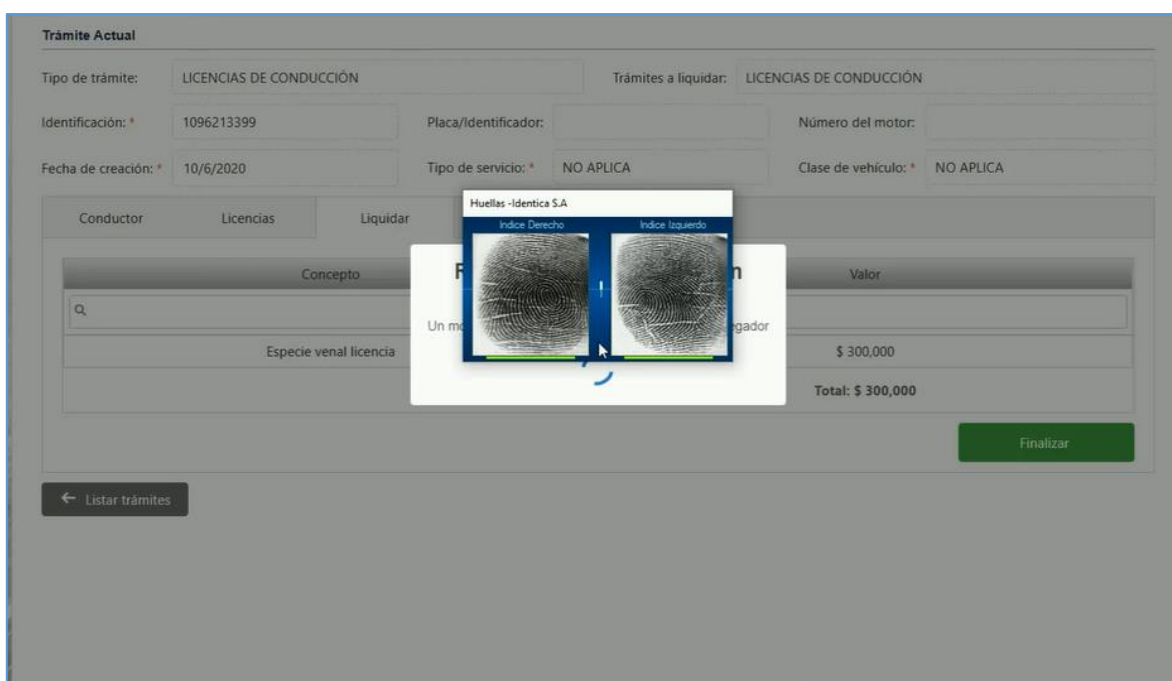 Trámite Actual
Tipo de trámite: LICENCIAS DE CONDUCCIÓN Trámites a liquidar: LICENCIAS DE CONDUCCIÓN
Identificación: * 1096213399 Placa/Identificador: Número del motor:
Fecha de creación: * 10/6/2020 Tipo de servicio: * NO APLICA Clase de vehículo: * NO APLICA
Huellas -Identica S.A
Indice Derecho Indice Izquierdo
Conductor Licencias Liquidar
Concepto Valor
Un
Especie venal licencia $ 300,000
Total: $ 300,000
Finalizar
← Listar trámites